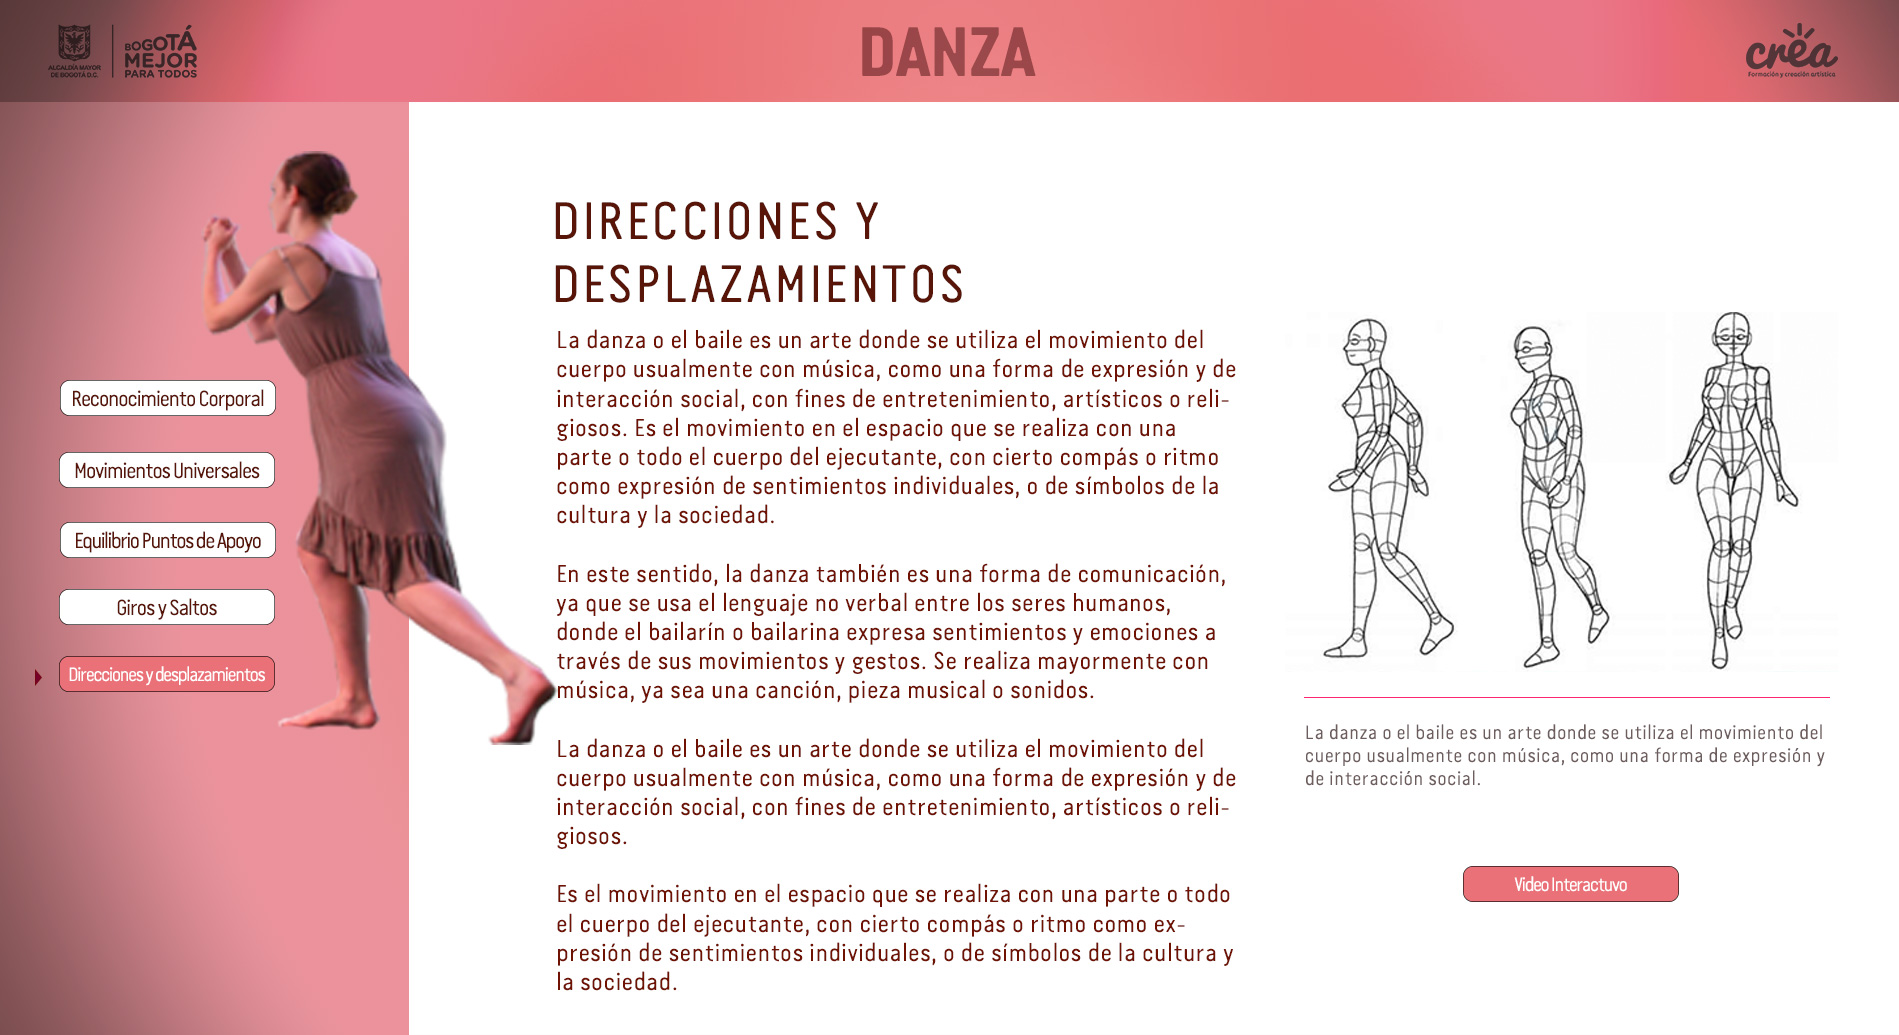 ALCALDÍA MAYOR
DE BOGOTÁ D.C.
BOGOTÁ
MEJOR
PARA TODOS
DANZA
crea
Formación y creación artística
Reconocimiento Corporal
Movimientos Universales
Equilibrio Puntos de Apoyo
Giros y Saltos
Direcciones y desplazamientos
DIRECCIONES Y
DESPLAZAMIENTOS
La danza o el baile es un arte donde se utiliza el movimiento del
cuerpo usualmente con música, como una forma de expresión y de
interacción social, con fines de entretenimiento, artísticos o reli-
giosos. Es el movimiento en el espacio que se realiza con una
parte o todo el cuerpo del ejecutante, con cierto compás o ritmo
como expresión de sentimientos individuales, o de símbolos de la
cultura y la sociedad.
En este sentido, la danza también es una forma de comunicación,
ya que se usa el lenguaje no verbal entre los seres humanos,
donde el bailarín o bailarina expresa sentimientos y emociones a
través de sus movimientos y gestos. Se realiza mayormente con
música, ya sea una canción, pieza musical o sonidos.
La danza o el baile es un arte donde se utiliza el movimiento del
cuerpo usualmente con música, como una forma de expresión y de
interacción social, con fines de entretenimiento, artísticos o reli-
giosos.
Es el movimiento en el espacio que se realiza con una parte o todo
el cuerpo del ejecutante, con cierto compás o ritmo como ex-
presión de sentimientos individuales, o de símbolos de la cultura y
la sociedad.
La danza o el baile es un arte donde se utiliza el movimiento del
cuerpo usualmente con música, como una forma de expresión y
de interacción social.
Video Interactuvo